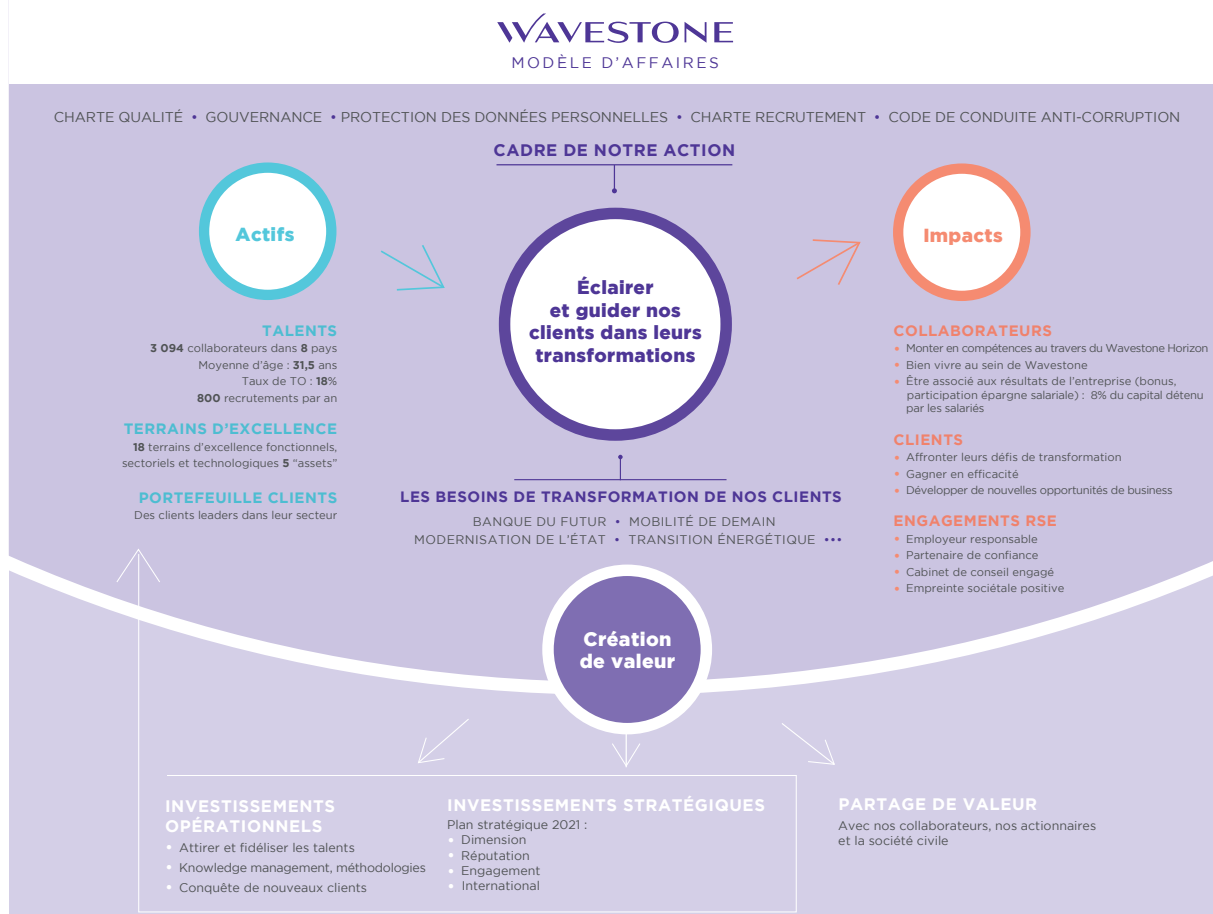 WAVESTONE
MODÈLE D'AFFAIRES
CHARTE QUALITÉ • GOUVERNANCE • PROTECTION DES DONNÉES PERSONNELLES • CHARTE RECRUTEMENT • CODE DE CONDUITE ANTI-CORRUPTION
CADRE DE NOTRE ACTION
Actifs
TALENTS
3 094 collaborateurs dans 8 pays
Moyenne d'âge : 31,5 ans
Taux de TO : 18%
800 recrutements par an
TERRAINS D'EXCELLENCE
18 terrains d'excellence fonctionnels,
sectoriels et technologiques 5 "assets"
PORTEFEUILLE CLIENTS
Des clients leaders dans leur secteur
Éclairer
et guider nos
clients dans leurs
transformations
LES BESOINS DE TRANSFORMATION DE NOS CLIENTS
BANQUE DU FUTUR • MOBILITÉ DE DEMAIN
MODERNISATION DE L'ÉTAT • TRANSITION ÉNERGÉTIQUE •••
Impacts
COLLABORATEURS
• Monter en compétences au travers du Wavestone Horizon
• Bien vivre au sein de Wavestone
• Être associé aux résultats de l'entreprise (bonus,
participation épargne salariale) : 8% du capital détenu
par les salariés
CLIENTS
• Affronter leurs défis de transformation
• Gagner en efficacité
• Développer de nouvelles opportunités de business
ENGAGEMENTS RSE
• Employeur responsable
• Partenaire de confiance
• Cabinet de conseil engagé
• Empreinte sociétale positive
Création
de valeur
INVESTISSEMENTS
OPÉRATIONNELS
• Attirer et fidéliser les talents
• Knowledge management, méthodologies
• Conquête de nouveaux clients
INVESTISSEMENTS STRATÉGIQUES
Plan stratégique 2021 :
• Dimension
• Réputation
• Engagement
• International
PARTAGE DE VALEUR
Avec nos collaborateurs, nos actionnaires
et la société civile